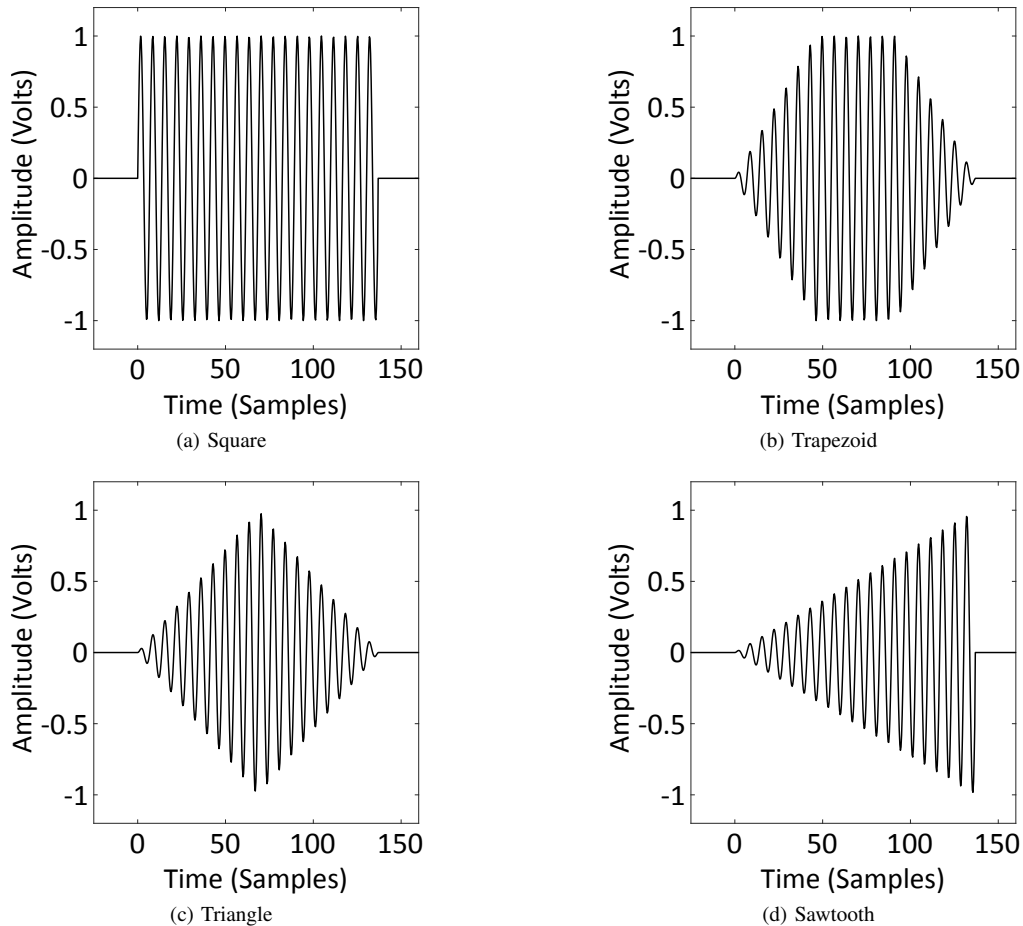 1
0.5
0
-0.5
-1
Amplitude (Volts)
0 50 100 150
Time (Samples)
(a) Square
1
0.5
0
-0.5
-1
Amplitude (Volts)
0 50 100 150
Time (Samples)
(b) Trapezoid
1
0.5
0
-0.5
-1
Amplitude (Volts)
0 50 100 150
Time (Samples)
(c) Triangle
1
0.5
0
-0.5
-1
Amplitude (Volts)
0 50 100 150
Time (Samples)
(d) Sawtooth